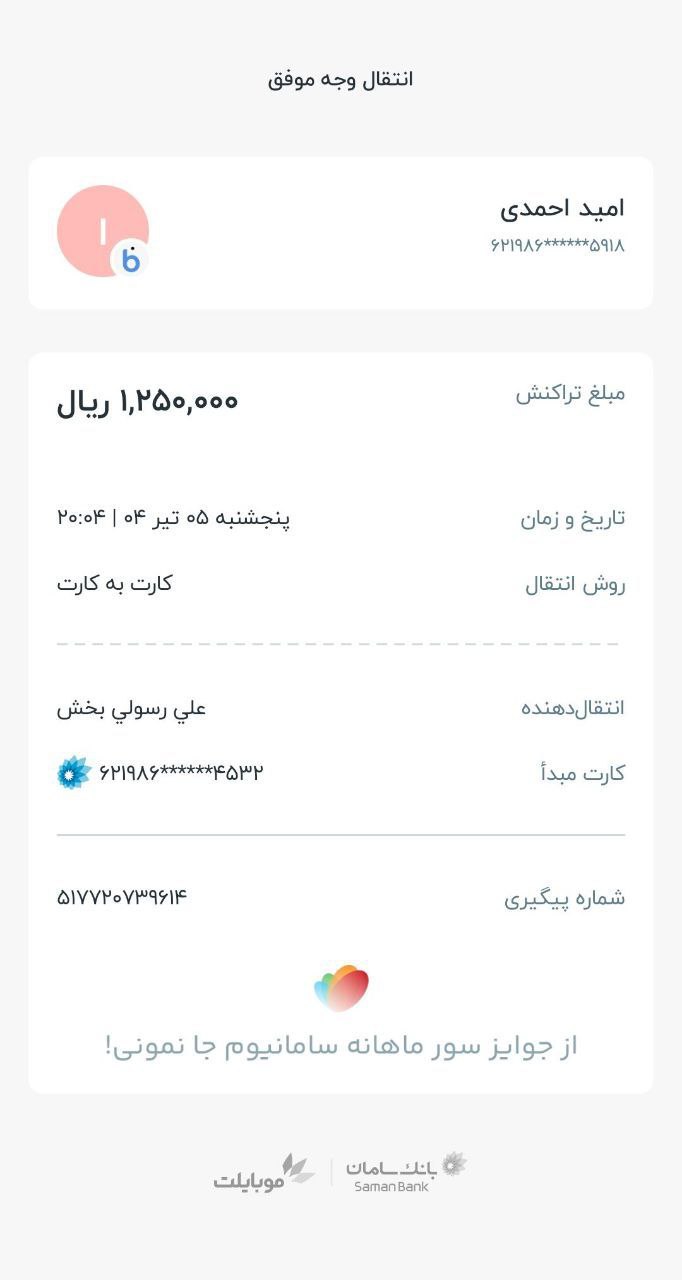 انتقال وجه موفق
امید احمدی
۶۲۱۹۸۶******۵۹۱۸
ا
b
مبلغ تراکنش ۱,۲۵۰,۰۰۰ ریال
تاریخ و زمان پنجشنبه ۰۵ تیر ۰۴ | ۲۰:۰۴
روش انتقال کارت به کارت
انتقال‌دهنده علي رسولي بخش
کارت مبدأ ۶۲۱۹۸۶******۴۵۳۲
شماره پیگیری ۵۱۷۷۲۰۷۳۹۶۱۴
از جوایز سور ماهانه سامانیوم جا نمونی!
بانک سامان
Saman Bank
موبایلت